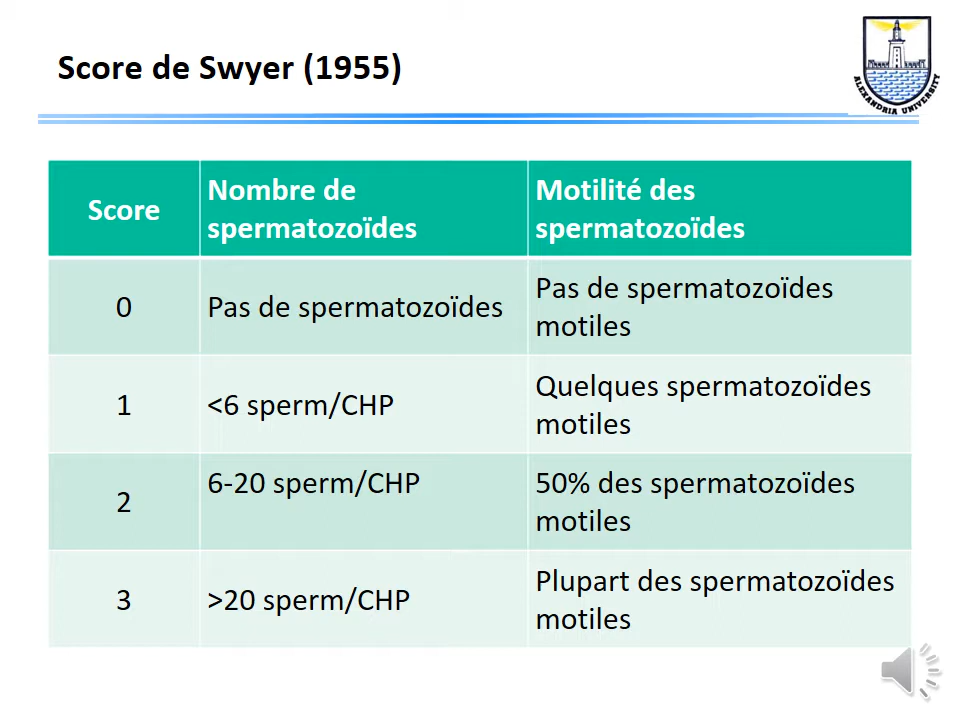 Score de Swyer (1955)
ALEXANDRIA UNIVERSITY
Score
Nombre de
spermatozoïdes
Motilité des
spermatozoïdes
0
Pas de spermatozoïdes
Pas de spermatozoïdes
motiles
1
<6 sperm/CHP
Quelques spermatozoïdes
motiles
2
6-20 sperm/CHP
50% des spermatozoïdes
motiles
3
>20 sperm/CHP
Plupart des spermatozoïdes
motiles